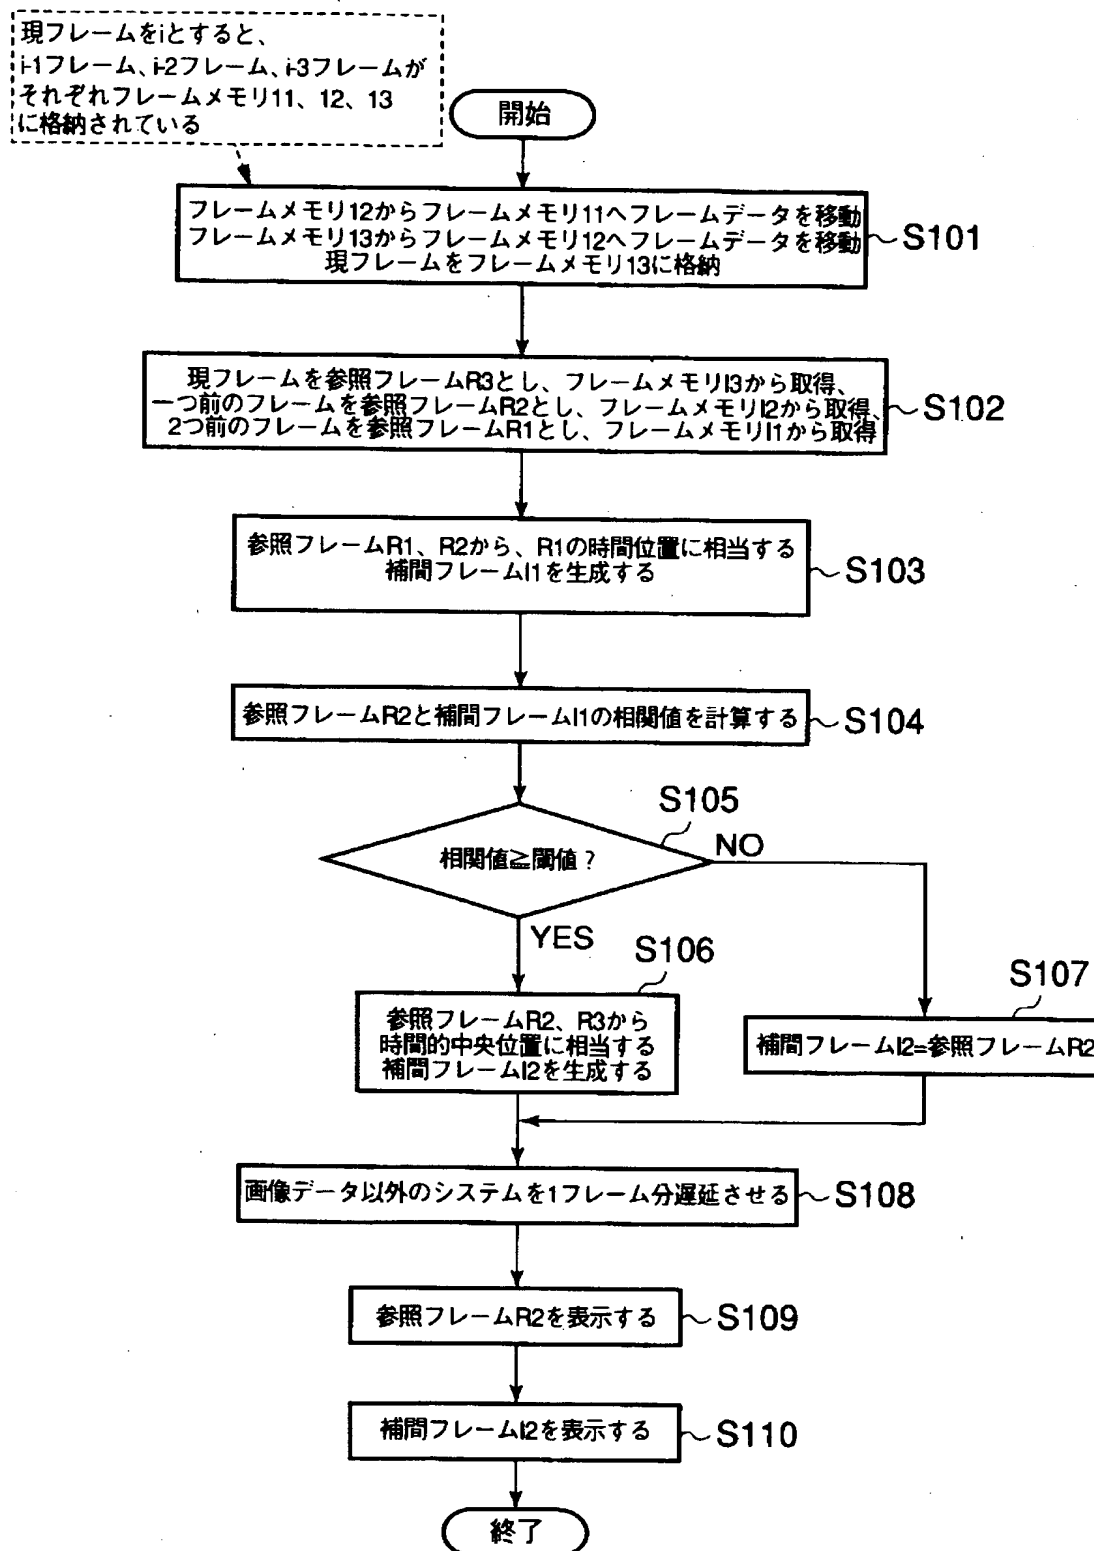 現フレームをiとすると、
i-1フレーム、i-2フレーム、i-3フレームが
それぞれフレームメモリ11、12、13
に格納されている
開始
フレームメモリ12からフレームメモリ11へフレームデータを移動
フレームメモリ13からフレームメモリ12へフレームデータを移動
現フレームをフレームメモリ13に格納
S101
現フレームを参照フレームR3とし、フレームメモリI3から取得、
一つ前のフレームを参照フレームR2とし、フレームメモリI2から取得、
2つ前のフレームを参照フレームR1とし、フレームメモリI1から取得
S102
参照フレームR1、R2から、R1の時間位置に相当する
補間フレームI1を生成する
S103
参照フレームR2と補間フレームI1の相関値を計算する
S104
S105
相関値≧閾値?
NO
YES
S106
参照フレームR2、R3から
時間的中央位置に相当する
補間フレームI2を生成する
S107
補間フレームI2=参照フレームR2
画像データ以外のシステムを1フレーム分遅延させる
S108
参照フレームR2を表示する
S109
補間フレームI2を表示する
S110
終了